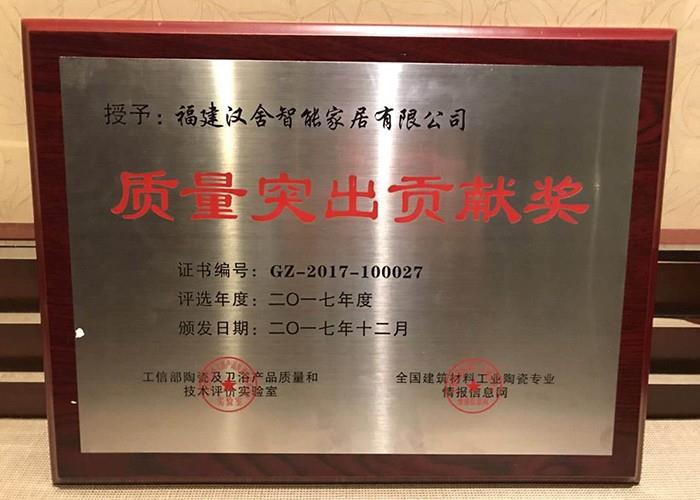 授予：福建汉舍智能家居有限公司
质量突出贡献奖
证书编号：GZ-2017-100027
评选年度：二〇一七年度
颁发日期：二〇一七年十二月
工信部陶瓷及卫浴产品质量和
技术评价实验室
全国建筑材料工业陶瓷专业
情报信息网